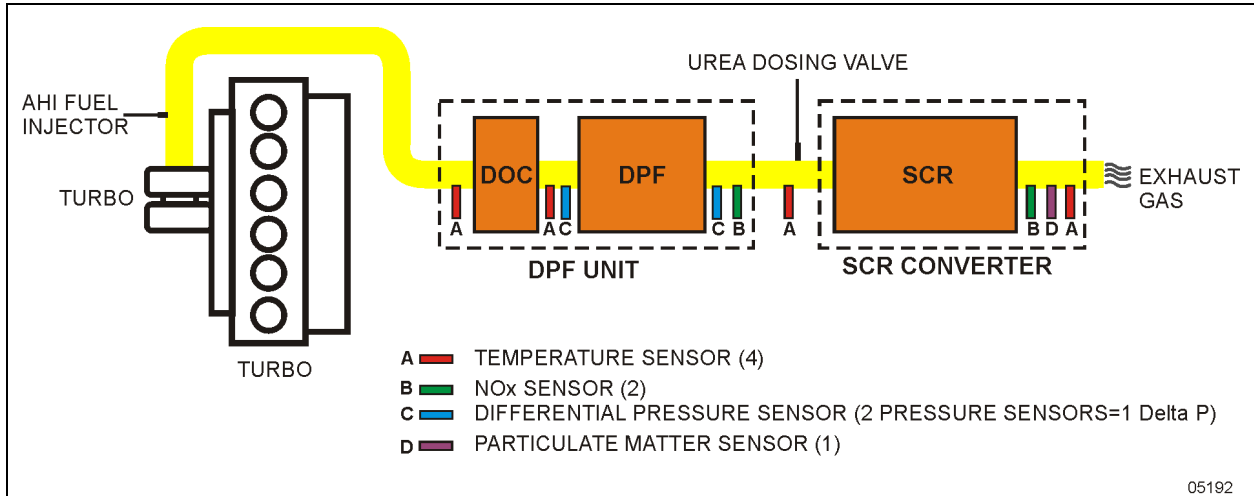 AHI FUEL
INJECTOR
TURBO
TURBO
UREA DOSING VALVE
DOC
DPF
SCR
A
A C
C B
A
B D A
DPF UNIT
SCR CONVERTER
EXHAUST
GAS
A TEMPERATURE SENSOR (4)
B NOx SENSOR (2)
C DIFFERENTIAL PRESSURE SENSOR (2 PRESSURE SENSORS=1 Delta P)
D PARTICULATE MATTER SENSOR (1)
05192